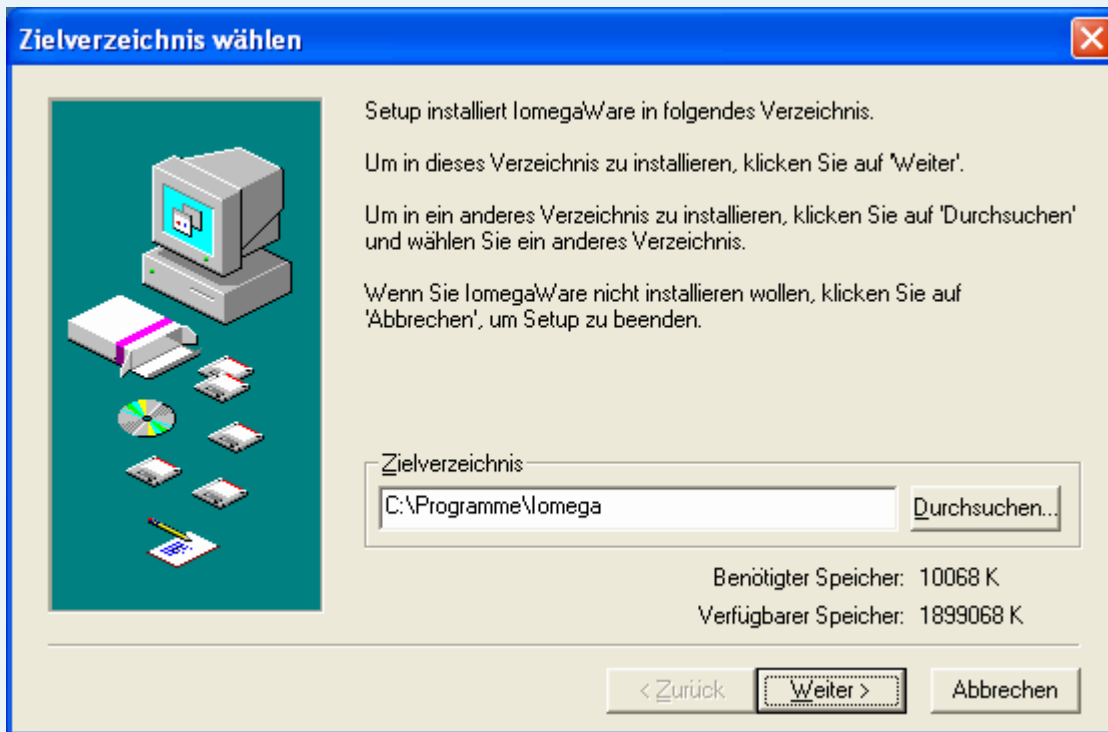 Zielverzeichnis wählen
Setup installiert IomegaWare in folgendes Verzeichnis.
Um in dieses Verzeichnis zu installieren, klicken Sie auf 'Weiter'.
Um in ein anderes Verzeichnis zu installieren, klicken Sie auf 'Durchsuchen'
und wählen Sie ein anderes Verzeichnis.
Wenn Sie IomegaWare nicht installieren wollen, klicken Sie auf
'Abbrechen', um Setup zu beenden.
Zielverzeichnis
C:\Programme\Iomega
Durchsuchen...
Benötigter Speicher: 10068 K
Verfügbarer Speicher: 1899068 K
< Zurück Weiter > Abbrechen